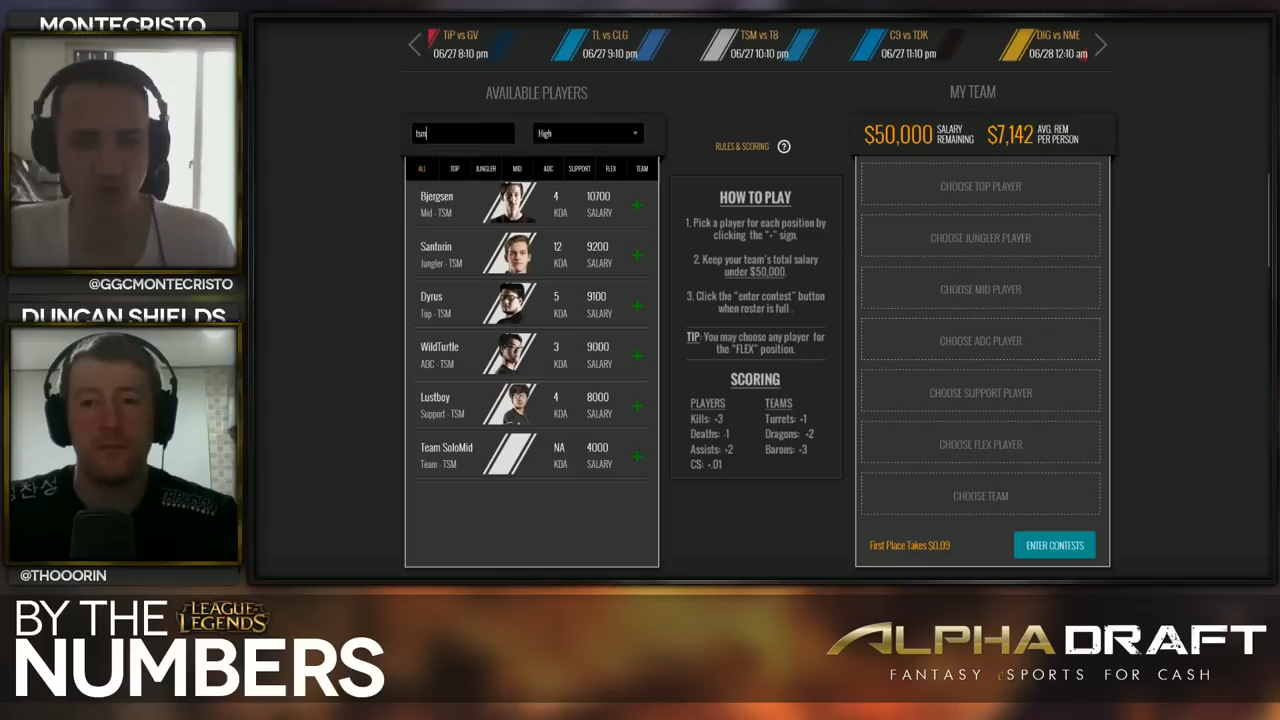 MONTECRISTO
@GGCMONTECRISTO
DUNCAN SHIELDS
@THOOORIN
TiP vs GV
06/27 8:10 pm
TL vs CLG
06/27 9:10 pm
TSM vs T8
06/27 10:10 pm
C9 vs TDK
06/27 11:10 pm
DIG vs NME
06/28 12:10 am
AVAILABLE PLAYERS
tsm
High
ALL TOP JUNGLER MID ADC SUPPORT FLEX TEAM
Bjergsen 4 10700
Mid - TSM KDA SALARY +
Santorin 12 9200
Jungler - TSM KDA SALARY +
Dyrus 5 9100
Top - TSM KDA SALARY +
WildTurtle 3 9000
ADC - TSM KDA SALARY +
Lustboy 4 8000
Support - TSM KDA SALARY +
Team SoloMid NA 4000
Team - TSM KDA SALARY +
RULES & SCORING ?
HOW TO PLAY
1. Pick a player for each position by
clicking the "+" sign.
2. Keep your team's total salary
under $50,000.
3. Click the "enter contest" button
when roster is full .
TIP: You may choose any player for
the "FLEX" position.
SCORING
PLAYERS TEAMS
Kills: +3 Turrets: +1
Deaths: -1 Dragons: +2
Assists: +2 Barons: +3
CS: +.01
MY TEAM
$50,000 SALARY REMAINING $7,142 AVG. REM PER PERSON
CHOOSE TOP PLAYER
CHOOSE JUNGLER PLAYER
CHOOSE MID PLAYER
CHOOSE ADC PLAYER
CHOOSE SUPPORT PLAYER
CHOOSE FLEX PLAYER
CHOOSE TEAM
First Place Takes $0.09 ENTER CONTESTS
BY THE LEAGUE OF LEGENDS
NUMBERS
ALPHADRAFT
FANTASY eSPORTS FOR CASH